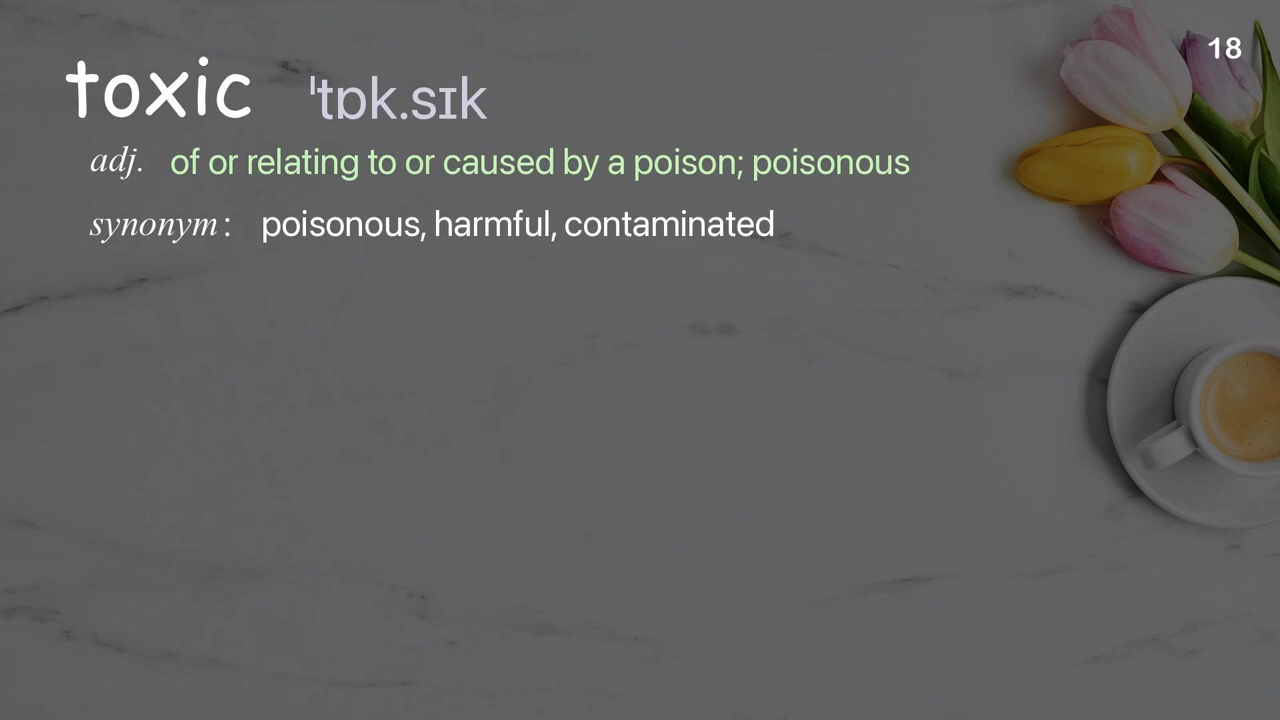 18
toxic ˈtɒk.sɪk
adj. of or relating to or caused by a poison; poisonous
synonym: poisonous, harmful, contaminated